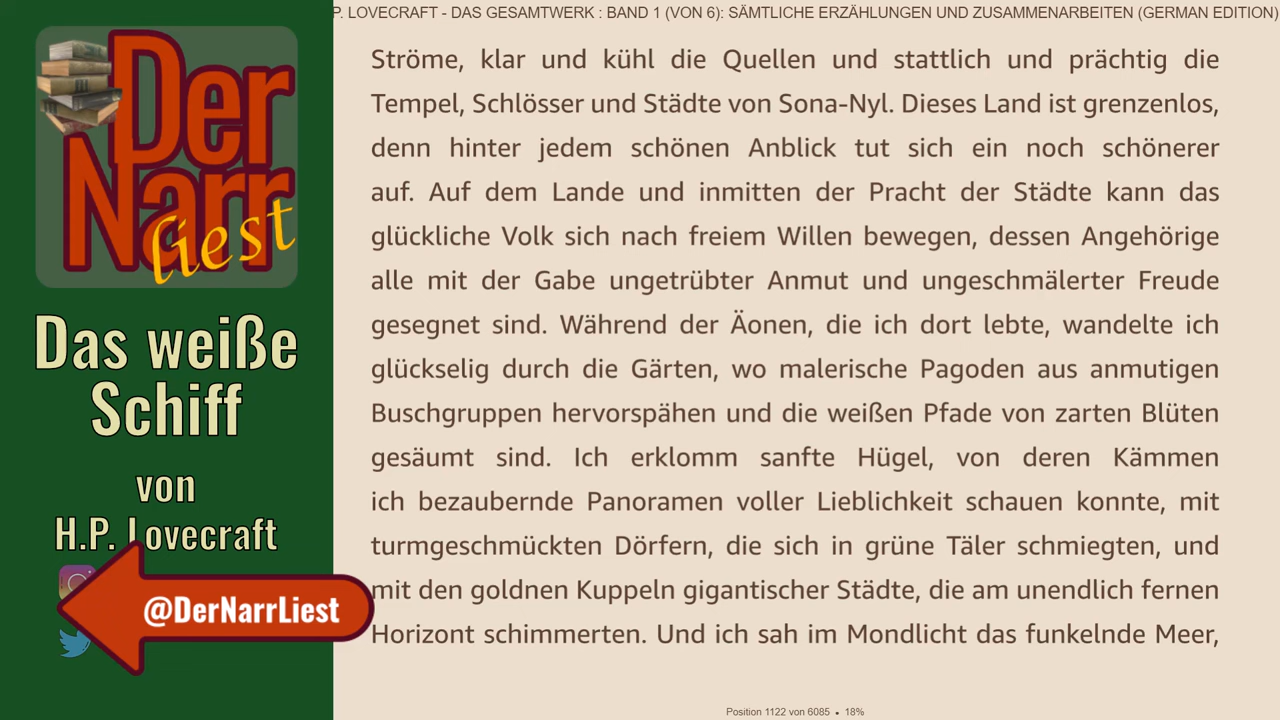 P. LOVECRAFT - DAS GESAMTWERK : BAND 1 (VON 6): SÄMTLICHE ERZÄHLUNGEN UND ZUSAMMENARBEITEN (GERMAN EDITION)
Der
Narr
liest
Das weiße
Schiff
von
H.P. Lovecraft
@DerNarrLiest
Ströme, klar und kühl die Quellen und stattlich und prächtig die
Tempel, Schlösser und Städte von Sona-Nyl. Dieses Land ist grenzenlos,
denn hinter jedem schönen Anblick tut sich ein noch schönerer
auf. Auf dem Lande und inmitten der Pracht der Städte kann das
glückliche Volk sich nach freiem Willen bewegen, dessen Angehörige
alle mit der Gabe ungetrübter Anmut und ungeschmälerter Freude
gesegnet sind. Während der Äonen, die ich dort lebte, wandelte ich
glückselig durch die Gärten, wo malerische Pagoden aus anmutigen
Buschgruppen hervorspähen und die weißen Pfade von zarten Blüten
gesäumt sind. Ich erklomm sanfte Hügel, von deren Kämmen
ich bezaubernde Panoramen voller Lieblichkeit schauen konnte, mit
turmgeschmückten Dörfern, die sich in grüne Täler schmiegten, und
mit den goldnen Kuppeln gigantischer Städte, die am unendlich fernen
Horizont schimmerten. Und ich sah im Mondlicht das funkelnde Meer,
Position 1122 von 6085 • 18%